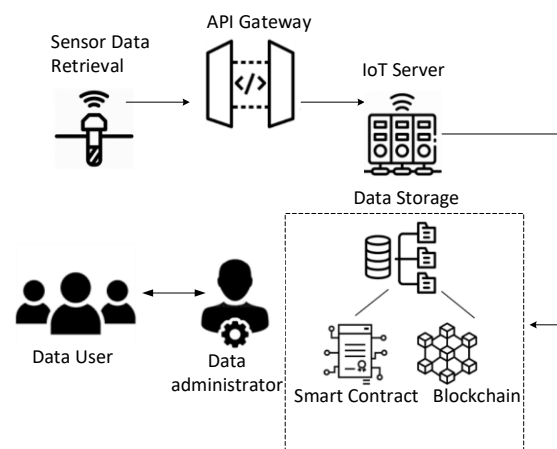 API Gateway
Sensor Data
Retrieval
</>
IoT Server
Data Storage
Data User
Data
administrator
Smart Contract
Blockchain